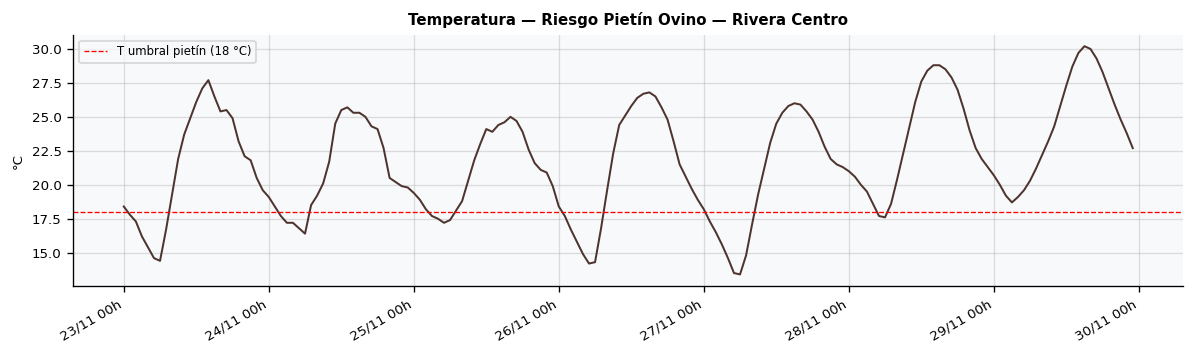 Temperatura — Riesgo Pietín Ovino — Rivera Centro
T umbral pietín (18 °C)
°C
30.0
27.5
25.0
22.5
20.0
17.5
15.0
23/11 00h
24/11 00h
25/11 00h
26/11 00h
27/11 00h
28/11 00h
29/11 00h
30/11 00h